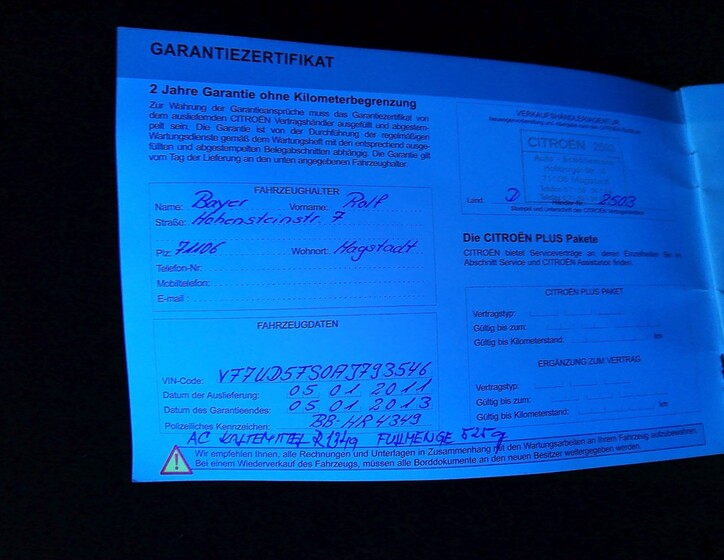 GARANTIEZERTIFIKAT
2 Jahre Garantie ohne Kilometerbegrenzung
Zur Wahrung der Garantieansprüche muss das Garantiezertifikat von
dem ausliefernden CITROËN Vertragshändler ausgefüllt und abgestem-
pelt sein. Die Garantie ist von der Durchführung der regelmäßigen
Wartungsdienste gemäß dem Wartungsheft mit den entsprechend ausge-
füllten und abgestempelten Belegabschnitten abhängig. Die Garantie gilt
vom Tag der Lieferung an den unten angegebenen Fahrzeughalter.
FAHRZEUGHALTER
Name: Bayer Vorname: Rolf
Straße: Hohensteinstr. 7
Plz: 71106 Wohnort: Magstadt
Telefon-Nr:
Mobiltelefon:
E-mail :
FAHRZEUGDATEN
VIN-Code: VF7UD5FS0AJ793546
Datum der Auslieferung: 05 01 2011
Datum des Garantieendes: 05 01 2013
Polizeiliches Kennzeichen: BB-HR 4349
AC KÄLTEMITTEL R134a FÜLLMENGE 525g
Wir empfehlen Ihnen, alle Rechnungen und Unterlagen in Zusammenhang mit den Wartungsarbeiten an Ihrem Fahrzeug aufzubewahren.
Bei einem Wiederverkauf des Fahrzeugs, müssen alle Borddokumente an den neuen Besitzer weitergegeben werden.
VERKAUFSHÄNDLER/AGENTUR
CITROËN 2503
Land: D 2503
Stempel und Unterschrift des CITROËN Vertragshändlers
Die CITROËN PLUS Pakete
CITROËN bietet Serviceverträge an, deren Einzelheiten Sie im
Abschnitt Service und CITROËN Assistance finden.
CITROËN PLUS PAKET
Vertragstyp:
Gültig bis zum:
Gültig bis Kilometerstand: km
ERGÄNZUNG ZUM VERTRAG
Vertragstyp:
Gültig bis zum:
Gültig bis Kilometerstand: km